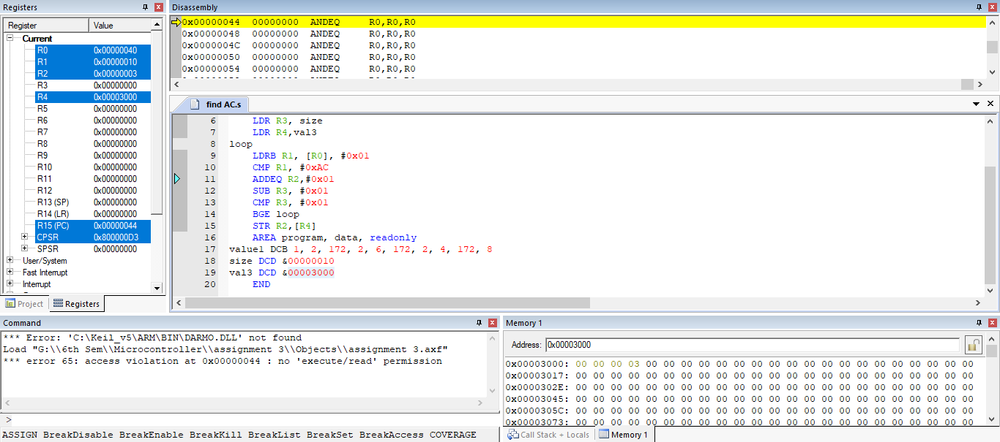 Registers
Register Value
Current
R0 0x00000040
R1 0x00000010
R2 0x00000003
R3 0x00000000
R4 0x00003000
R5 0x00000000
R6 0x00000000
R7 0x00000000
R8 0x00000000
R9 0x00000000
R10 0x00000000
R11 0x00000000
R12 0x00000000
R13 (SP) 0x00000000
R14 (LR) 0x00000000
R15 (PC) 0x00000044
CPSR 0x800000D3
SPSR 0x00000000
User/System
Fast Interrupt
Interrupt
Project Registers
Disassembly
0x00000044 00000000 ANDEQ R0,R0,R0
0x00000048 00000000 ANDEQ R0,R0,R0
0x0000004C 00000000 ANDEQ R0,R0,R0
0x00000050 00000000 ANDEQ R0,R0,R0
0x00000054 00000000 ANDEQ R0,R0,R0
find AC.s
6 LDR R3, size
7 LDR R4,val3
8 loop
9 LDRB R1, [R0], #0x01
10 CMP R1, #0xAC
11 ADDEQ R2,#0x01
12 SUB R3, #0x01
13 CMP R3, #0x01
14 BGE loop
15 STR R2,[R4]
16 AREA program, data, readonly
17 value1 DCB 1, 2, 172, 2, 6, 172, 2, 4, 172, 8
18 size DCD &00000010
19 val3 DCD &00003000
20 END
Command
*** Error: 'C:\Keil_v5\ARM\BIN\DARMO.DLL' not found
Load "G:\\6th Sem\\Microcontroller\\assignment 3\\Objects\\assignment 3.axf"
*** error 65: access violation at 0x00000044 : no 'execute/read' permission
>
ASSIGN BreakDisable BreakEnable BreakKill BreakList BreakSet BreakAccess COVERAGE
Memory 1
Address: 0x00003000
0x00003000: 00 00 00 03 00 00 00 00 00 00 00 00 00 00 00 00 00 00 00 00 00 00 00
0x00003017: 00 00 00 00 00 00 00 00 00 00 00 00 00 00 00 00 00 00 00 00 00 00 00
0x0000302E: 00 00 00 00 00 00 00 00 00 00 00 00 00 00 00 00 00 00 00 00 00 00 00
0x00003045: 00 00 00 00 00 00 00 00 00 00 00 00 00 00 00 00 00 00 00 00 00 00 00
0x0000305C: 00 00 00 00 00 00 00 00 00 00 00 00 00 00 00 00 00 00 00 00 00 00 00
0x00003073: 00 00 00 00 00 00 00 00 00 00 00 00 00 00 00 00 00 00 00 00 00 00 00
Call Stack + Locals Memory 1